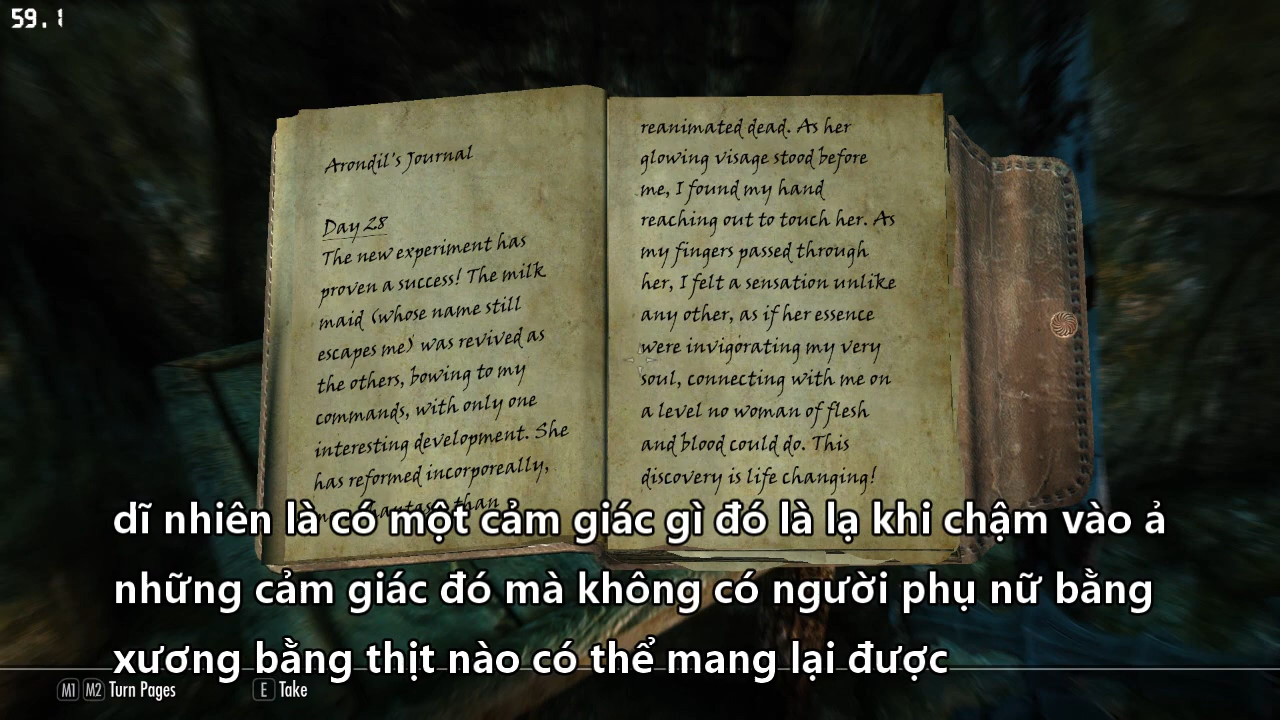 59.1
Arondil's Journal
Day 28
The new experiment has
proven a success! The milk
maid (whose name still
escapes me) was revived as
the others, bowing to my
commands, with only one
interesting development. She
has reformed incorporeally,
than
reanimated dead. As her
glowing visage stood before
me, I found my hand
reaching out to touch her. As
my fingers passed through
her, I felt a sensation unlike
any other, as if her essence
were invigorating my very
soul, connecting with me on
a level no woman of flesh
and blood could do. This
discovery is life changing!
dĩ nhiên là có một cảm giác gì đó là lạ khi chậm vào ả
những cảm giác đó mà không có người phụ nữ bằng
xương bằng thịt nào có thể mang lại được
M1 M2 Turn Pages
E Take